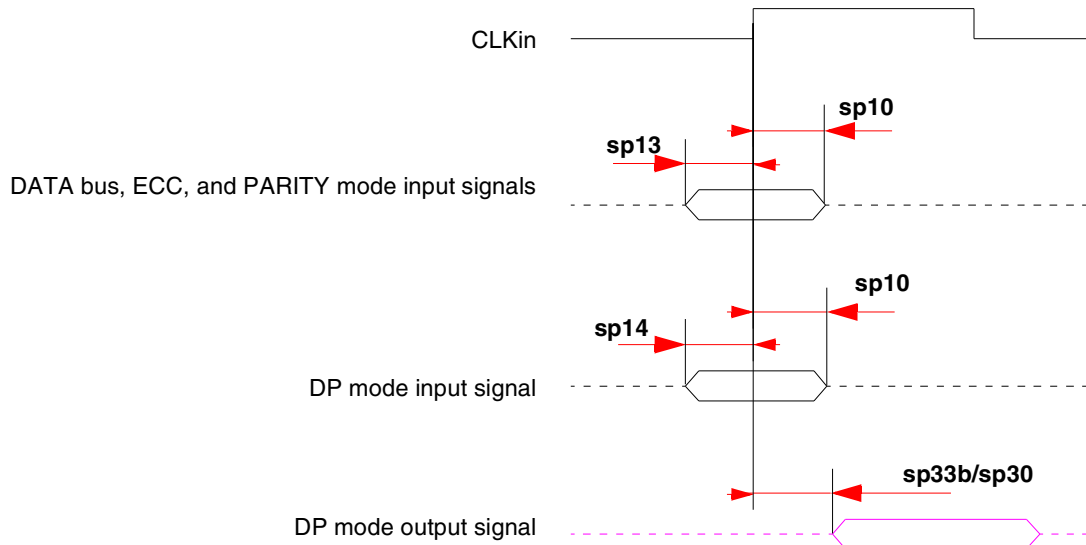 CLKin
sp10
sp13
DATA bus, ECC, and PARITY mode input signals
sp10
sp14
DP mode input signal
sp33b/sp30
DP mode output signal